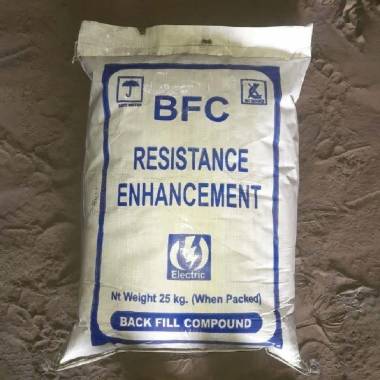 BFC
RESISTANCE
ENHANCEMENT
Electric
Nt Weight 25 kg. (When Packed)
BACK FILL COMPOUND